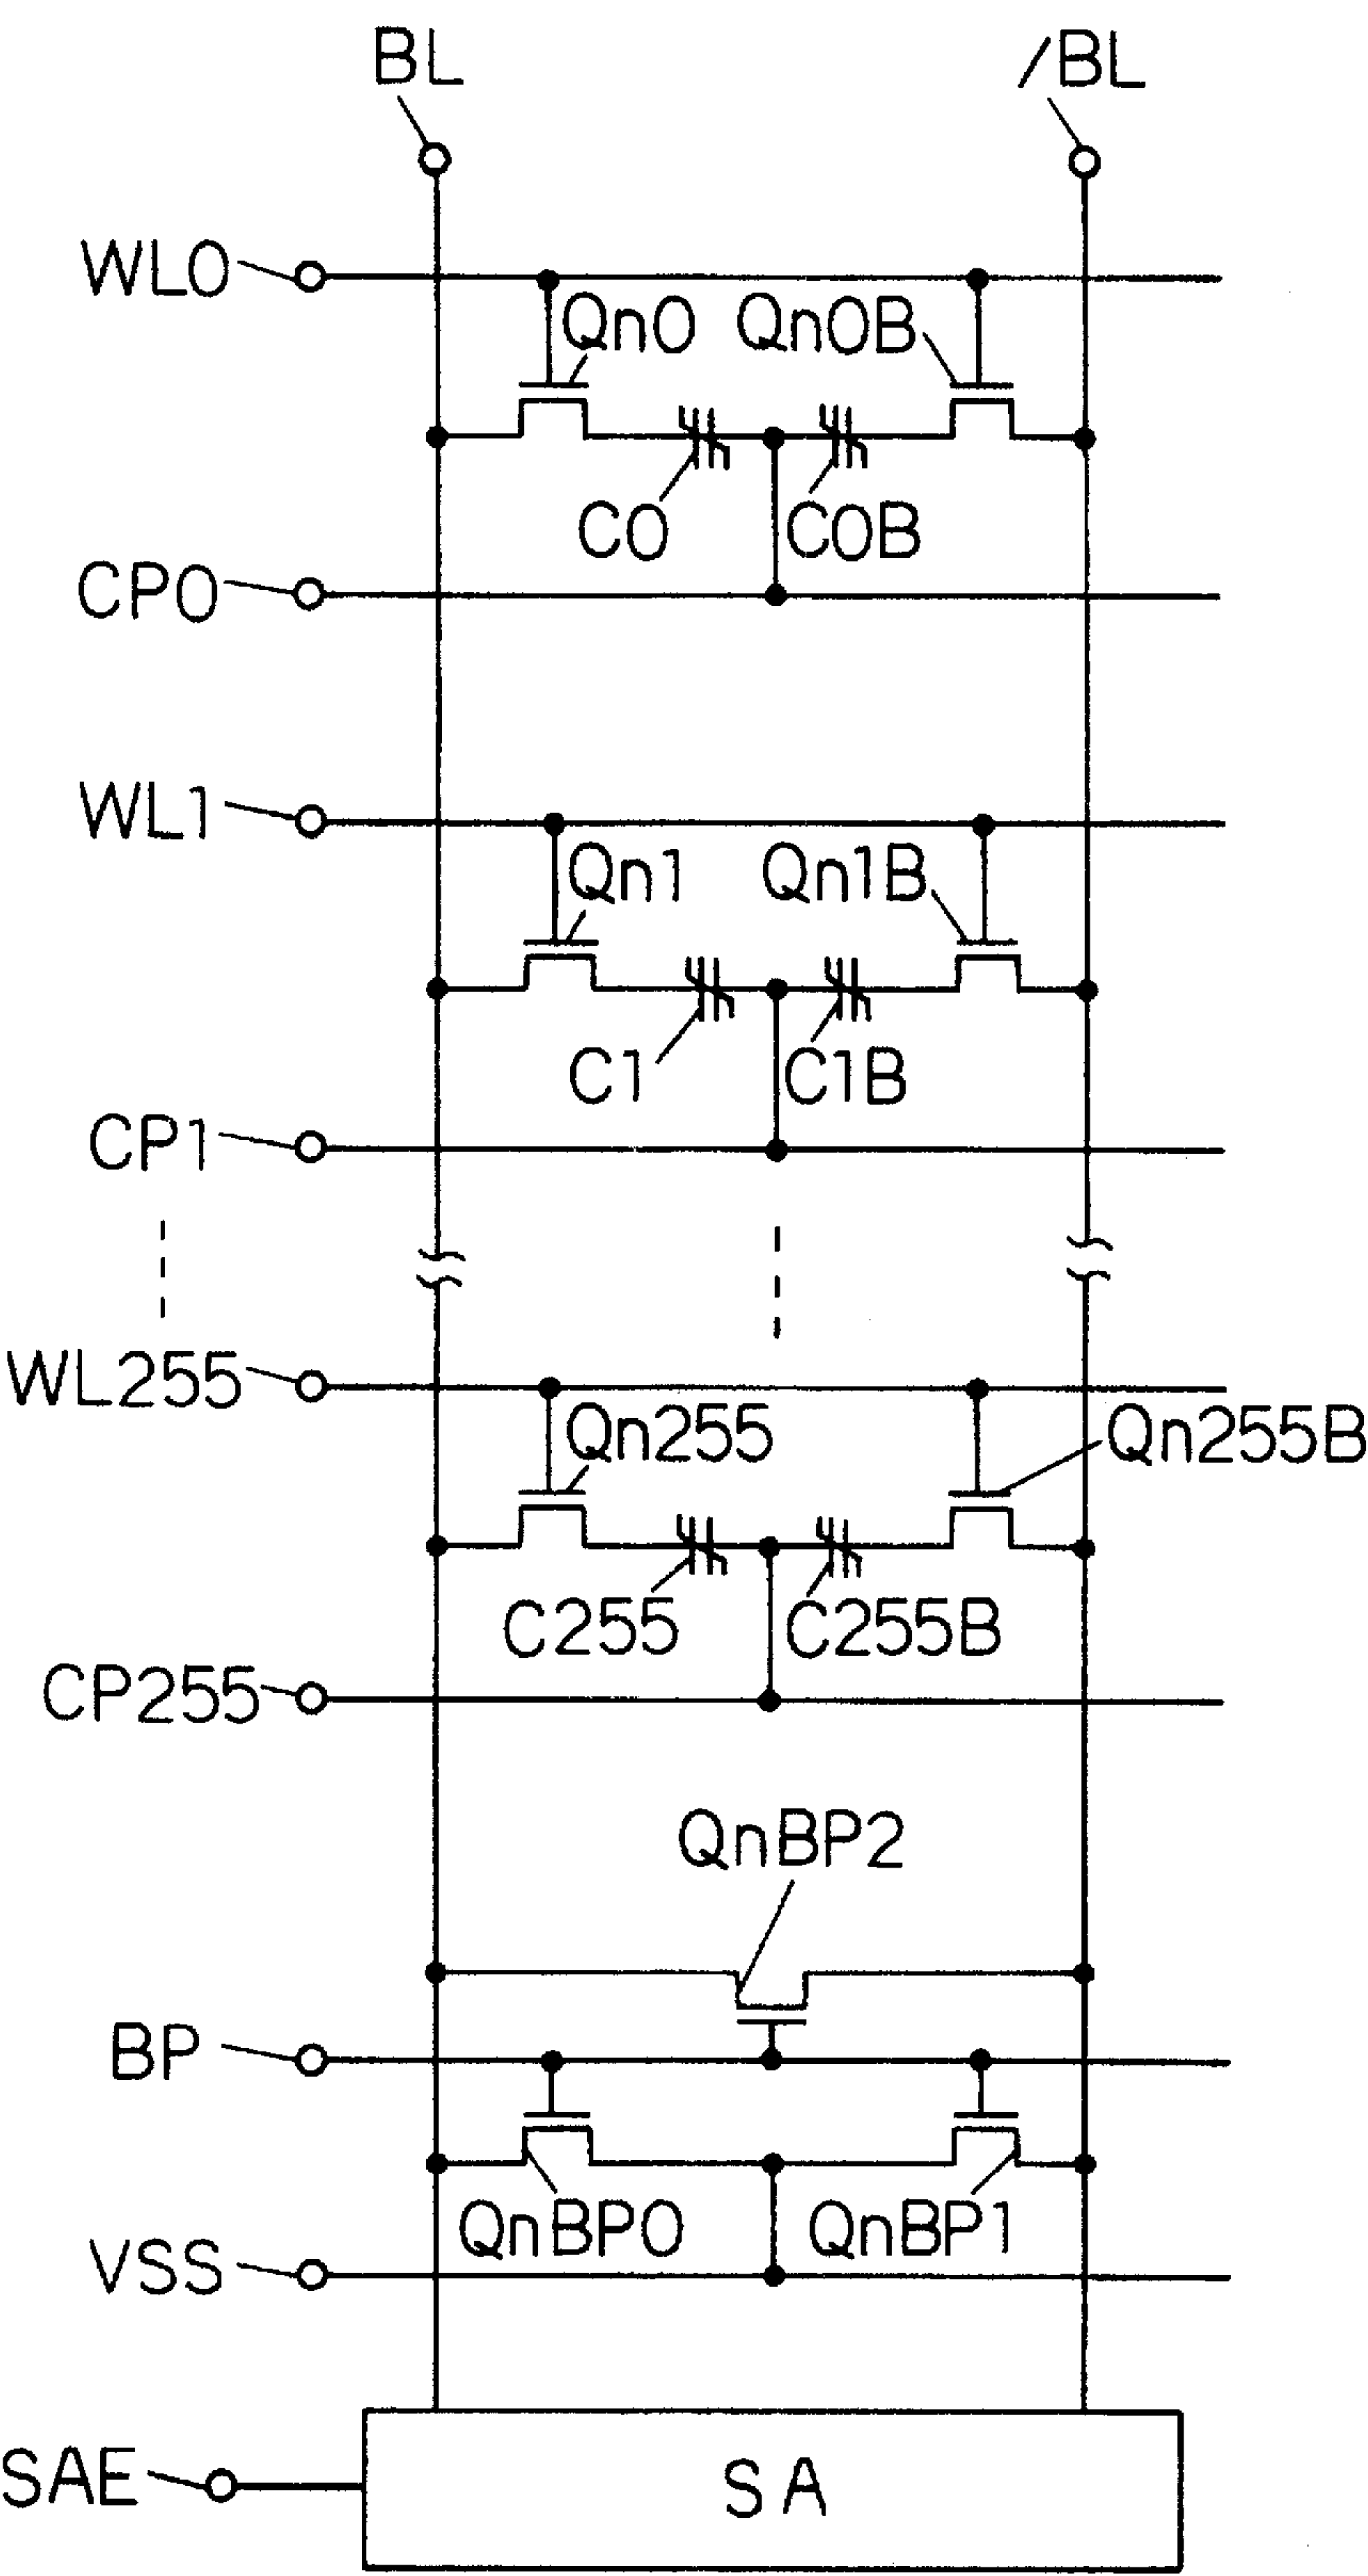 BL /BL
WL0
Qn0 Qn0B
C0 C0B
CP0
WL1
Qn1 Qn1B
C1 C1B
CP1
WL255
Qn255 Qn255B
C255 C255B
CP255
QnBP2
BP
QnBP0 QnBP1
VSS
SAE SA